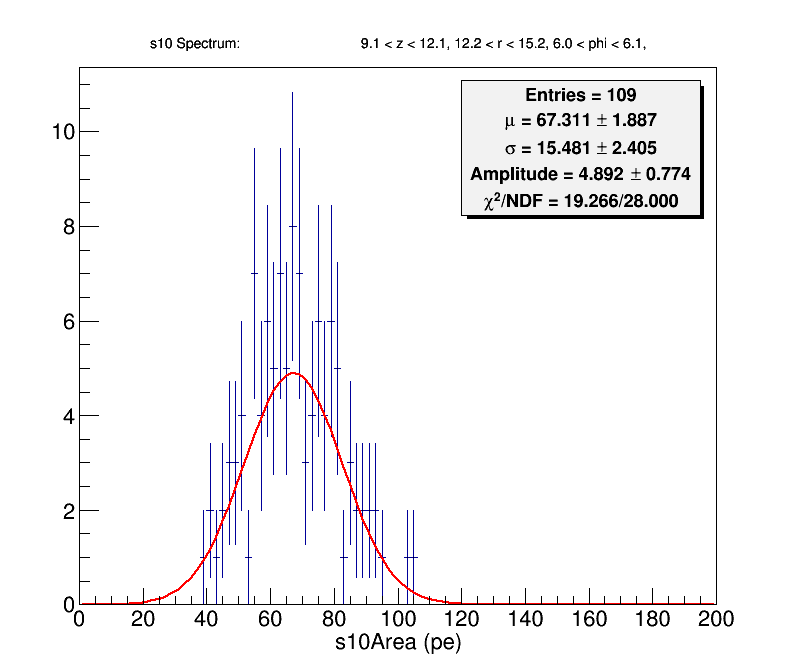 s10 Spectrum: 9.1 < z < 12.1, 12.2 < r < 15.2, 6.0 < phi < 6.1,
Entries = 109
μ = 67.311 ± 1.887
σ = 15.481 ± 2.405
Amplitude = 4.892 ± 0.774
χ²/NDF = 19.266/28.000
10
8
6
4
2
0
0 20 40 60 80 100 120 140 160 180 200
s10Area (pe)